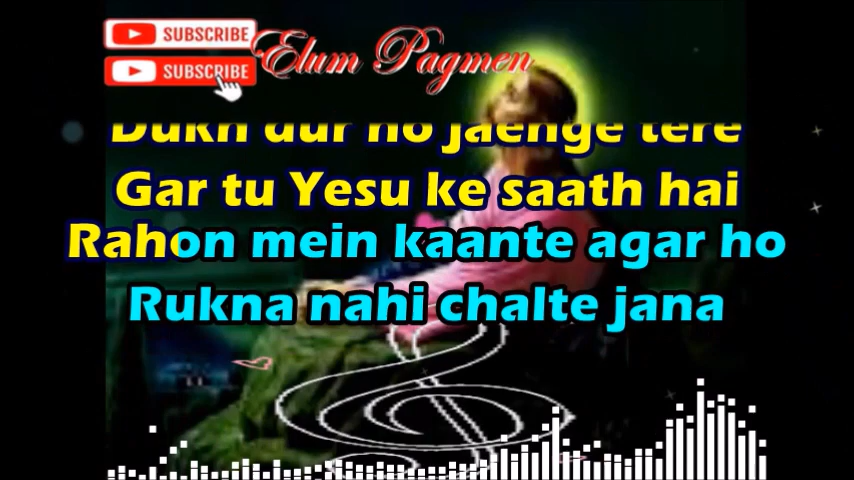 SUBSCRIBE
SUBSCRIBE
Elum Pagmen
Dukh dur ho jaenge tere
Gar tu Yesu ke saath hai
Rahon mein kaante agar ho
Rukna nahi chalte jana